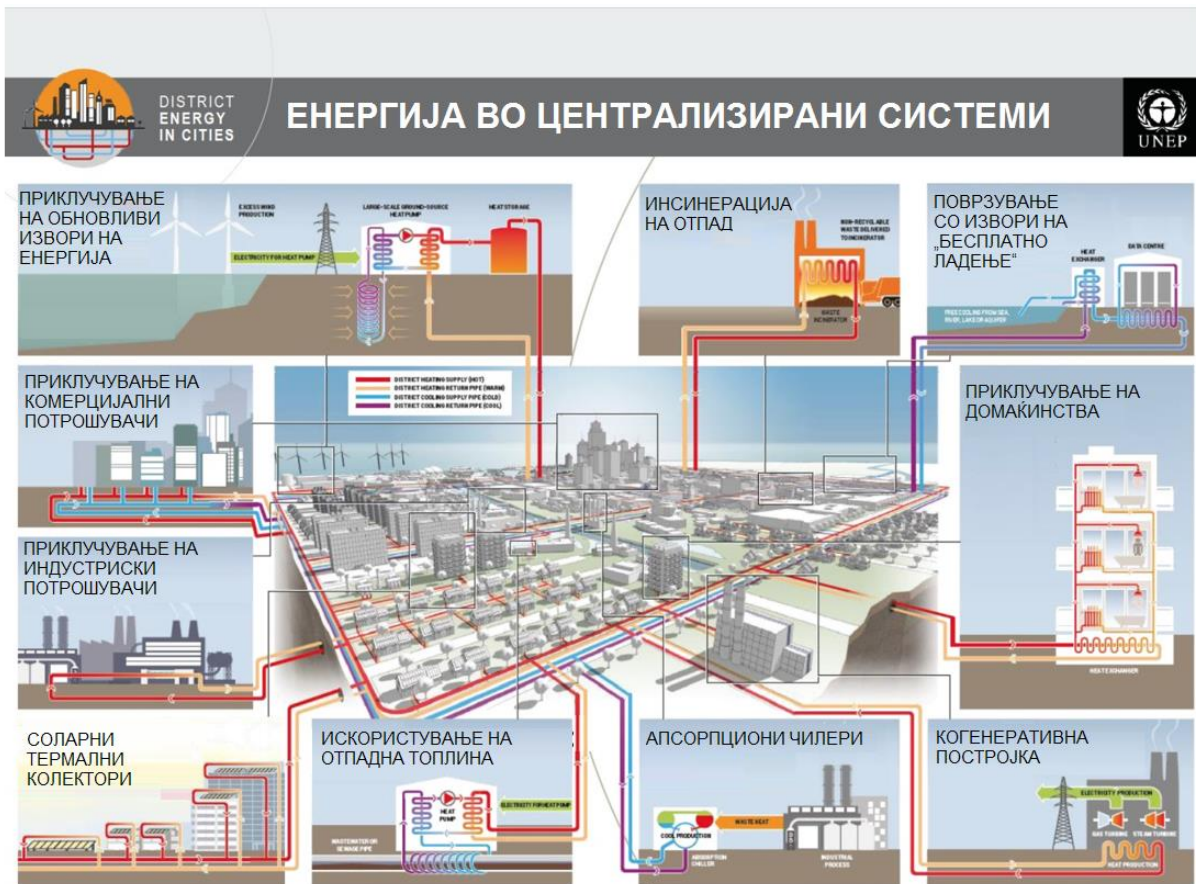 DISTRICT
ENERGY
IN CITIES
ЕНЕРГИЈА ВО ЦЕНТРАЛИЗИРАНИ СИСТЕМИ
UNEP
ПРИКЛУЧУВАЊЕ
НА ОБНОВЛИВИ
ИЗВОРИ НА
ЕНЕРГИЈА
EXCESS WIND
PRODUCTION
LARGE-SCALE GROUND-SOURCE
HEAT PUMP
HEAT STORAGE
ELECTRICITY FOR HEAT PUMP
ИНСИНЕРАЦИЈА
НА ОТПАД
NON-RECYCLABLE
WASTE DELIVERED
TO INCINERATOR
WASTE
INCINERATOR
ПОВРЗУВАЊЕ
СО ИЗВОРИ НА
„БЕСПЛАТНО
ЛАДЕЊЕ“
HEAT
EXCHANGER
DATA CENTRE
FREE COOLING FROM SEA,
RIVER, LAKE OR AQUIFER
ПРИКЛУЧУВАЊЕ НА
КОМЕРЦИЈАЛНИ
ПОТРОШУВАЧИ
DISTRICT HEATING SUPPLY (HOT)
DISTRICT HEATING RETURN PIPE (WARM)
DISTRICT COOLING SUPPLY PIPE (COLD)
DISTRICT COOLING RETURN PIPE (COOL)
ПРИКЛУЧУВАЊЕ НА
ДОМАЌИНСТВА
HEAT EXCHANGER
ПРИКЛУЧУВАЊЕ НА
ИНДУСТРИСКИ
ПОТРОШУВАЧИ
СОЛАРНИ
ТЕРМАЛНИ
КОЛЕКТОРИ
ИСКОРИСТУВАЊЕ НА
ОТПАДНА ТОПЛИНА
HEAT
PUMP
ELECTRICITY FOR HEAT PUMP
WASTEWATER OR
SEWAGE PIPE
АПСОРПЦИОНИ ЧИЛЕРИ
COOL PRODUCTION
WASTE HEAT
ABSORPTION
CHILLER
INDUSTRIAL
PROCESS
КОГЕНЕРАТИВНА
ПОСТРОЈКА
ELECTRICITY PRODUCTION
GAS TURBINE
STEAM TURBINE
HEAT PRODUCTION